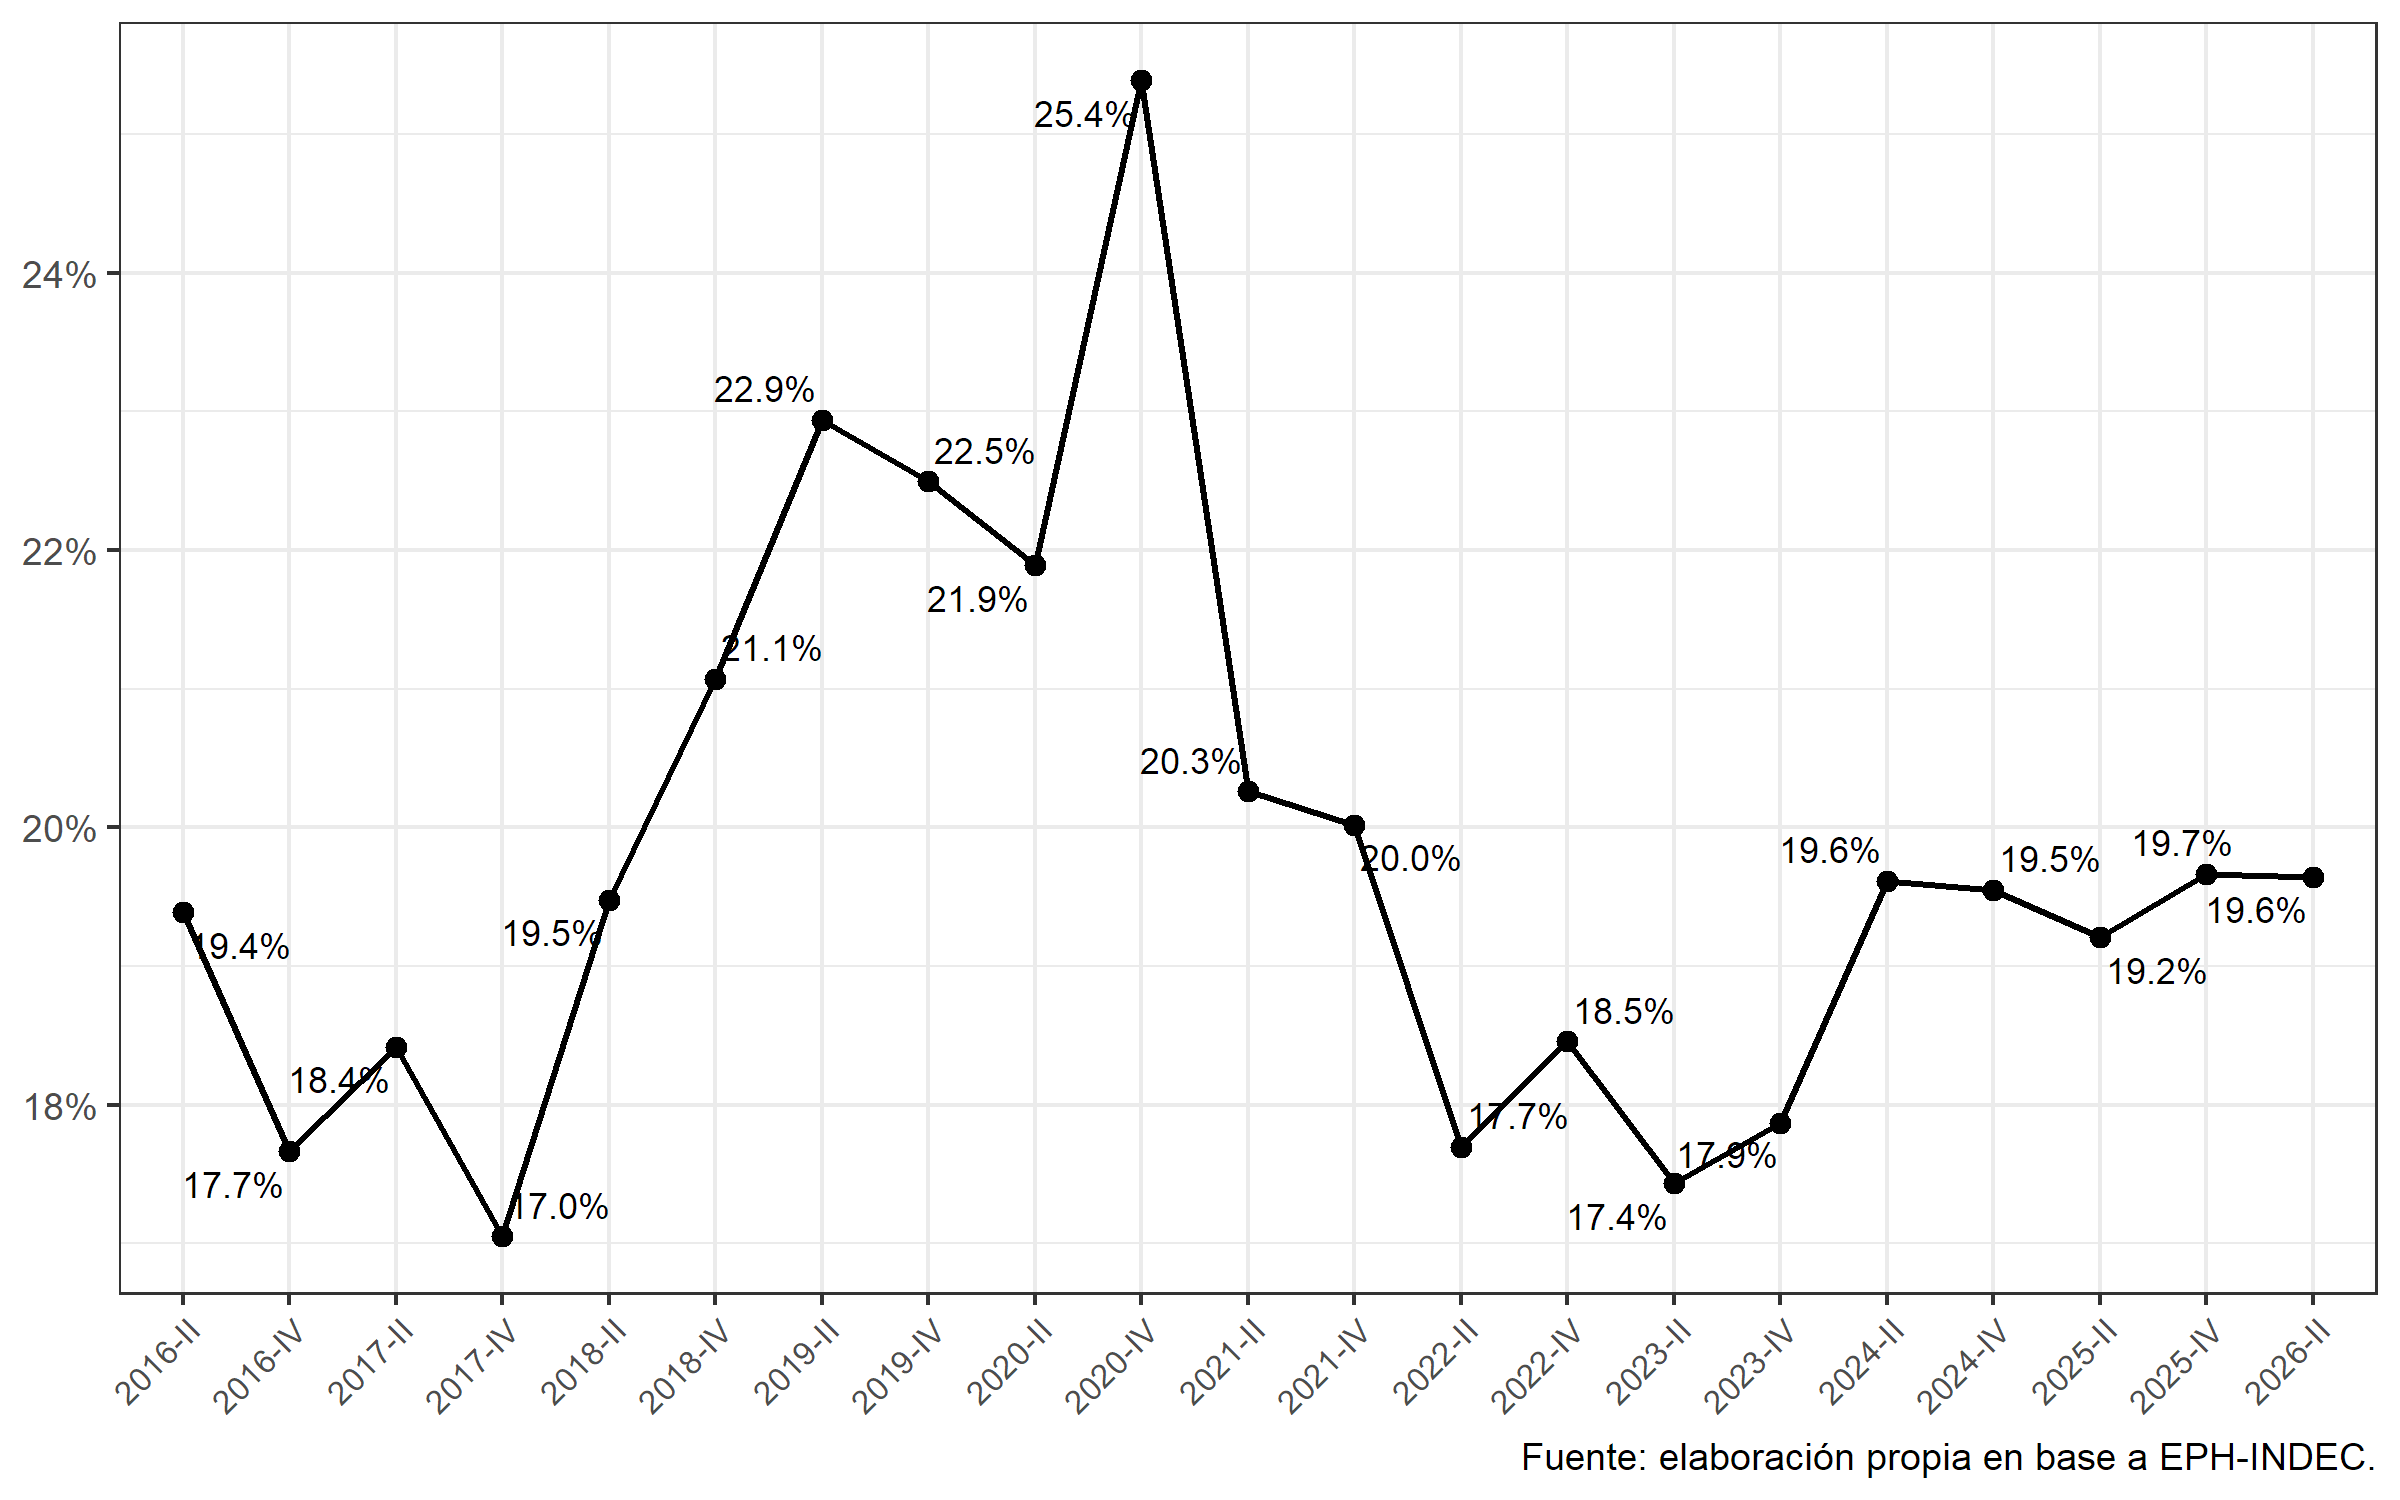 25.4%
24%
22.9%
22.5%
22%
21.9%
21.1%
20.3%
20%
20.0%
19.6%
19.5%
19.7%
19.4%
19.5%
19.6%
19.2%
18.5%
18.4%
18%
17.7%
17.9%
17.7%
17.0%
17.4%
2016-II
2016-IV
2017-II
2017-IV
2018-II
2018-IV
2019-II
2019-IV
2020-II
2020-IV
2021-II
2021-IV
2022-II
2022-IV
2023-II
2023-IV
2024-II
2024-IV
2025-II
2025-IV
2026-II
Fuente: elaboración propia en base a EPH-INDEC.